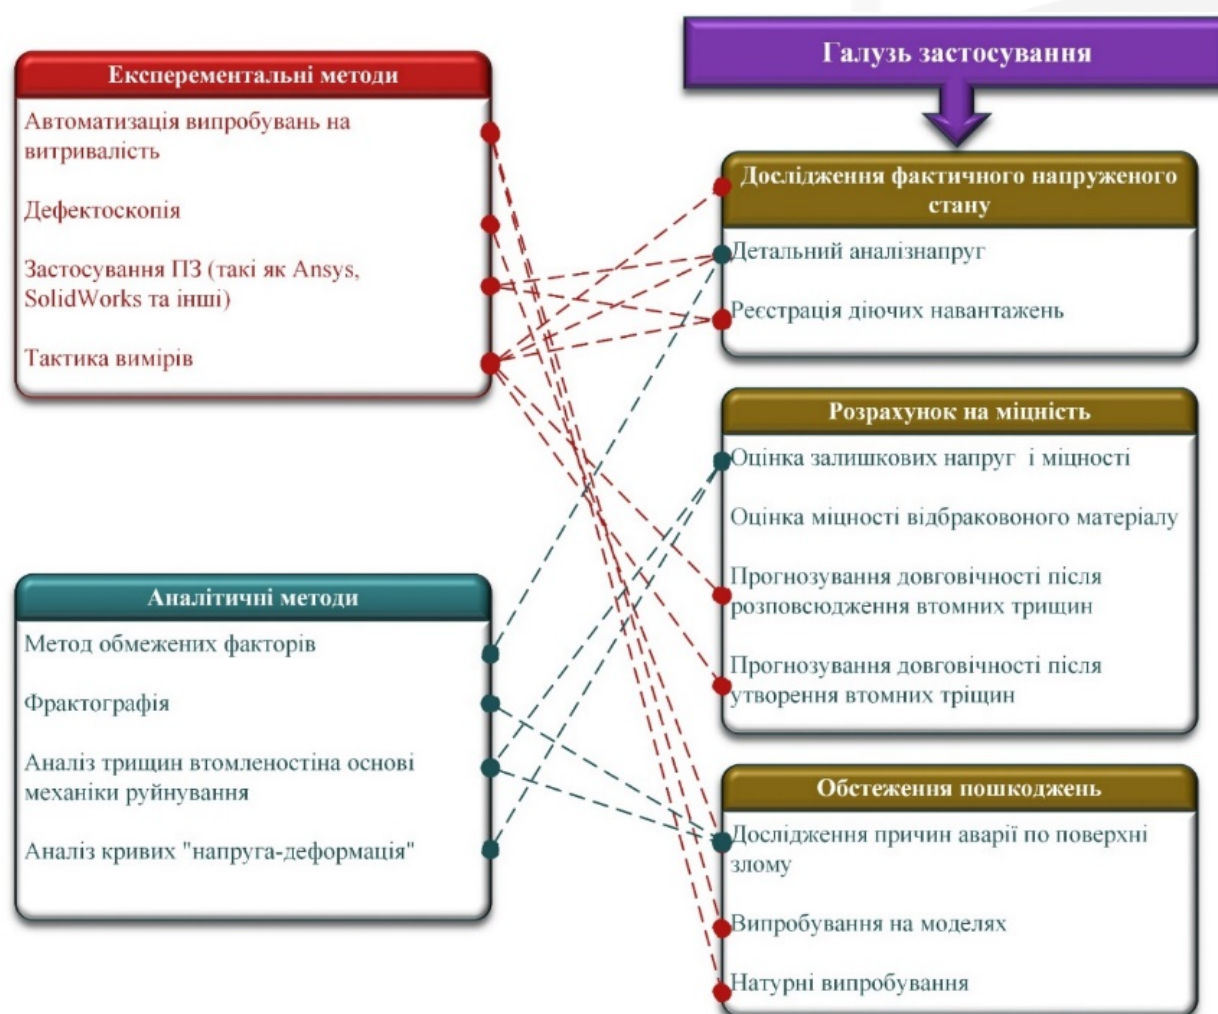 Експерементальні методи
Автоматизація випробувань на
витривалість
Дефектоскопія
Застосування ПЗ (такі як Ansys,
SolidWorks та інші)
Тактика вимірів
Аналітичні методи
Метод обмежених факторів
Фрактографія
Аналіз трищин втомленостіна основі
механіки руйнування
Аналіз кривих "напруга-деформація"
Галузь застосування
Дослідження фактичного напруженого
стану
Детальний аналізнапруг
Реєстрація діючих навантажень
Розрахунок на міцність
Оцінка залишкових напруг і міцності
Оцінка міцності відбраковоного матеріалу
Прогнозування довговічності після
розповсюдження втомних трищин
Прогнозування довговічності після
утворення втомних тріщин
Обстеження пошкоджень
Дослідження причин аварії по поверхні
злому
Випробування на моделях
Натурні випробування